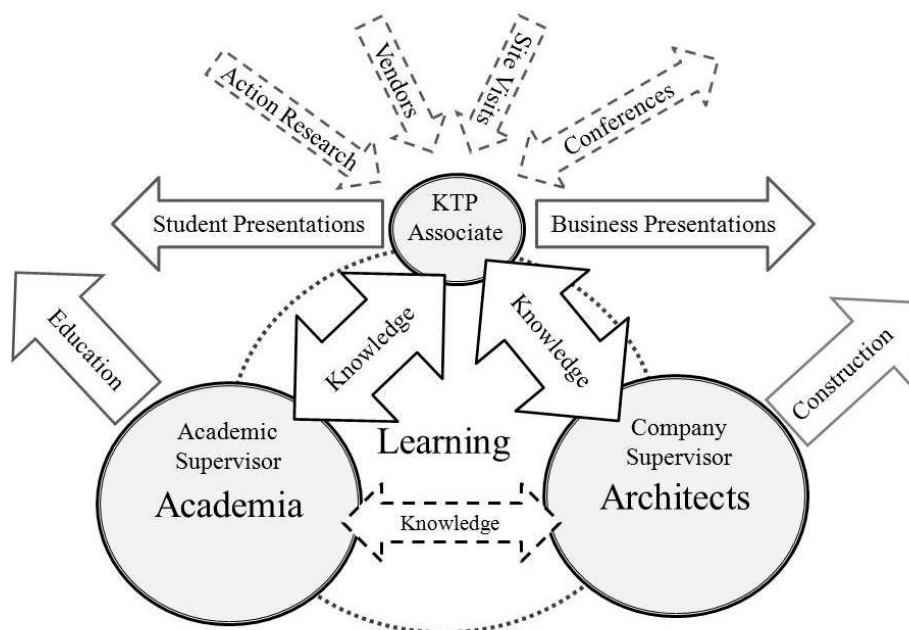 Action Research
Vendors
Site Visits
Conferences
KTP
Associate
Student Presentations
Business Presentations
Education
Knowledge
Knowledge
Construction
Academic
Supervisor
Academia
Learning
Company
Supervisor
Architects
Knowledge